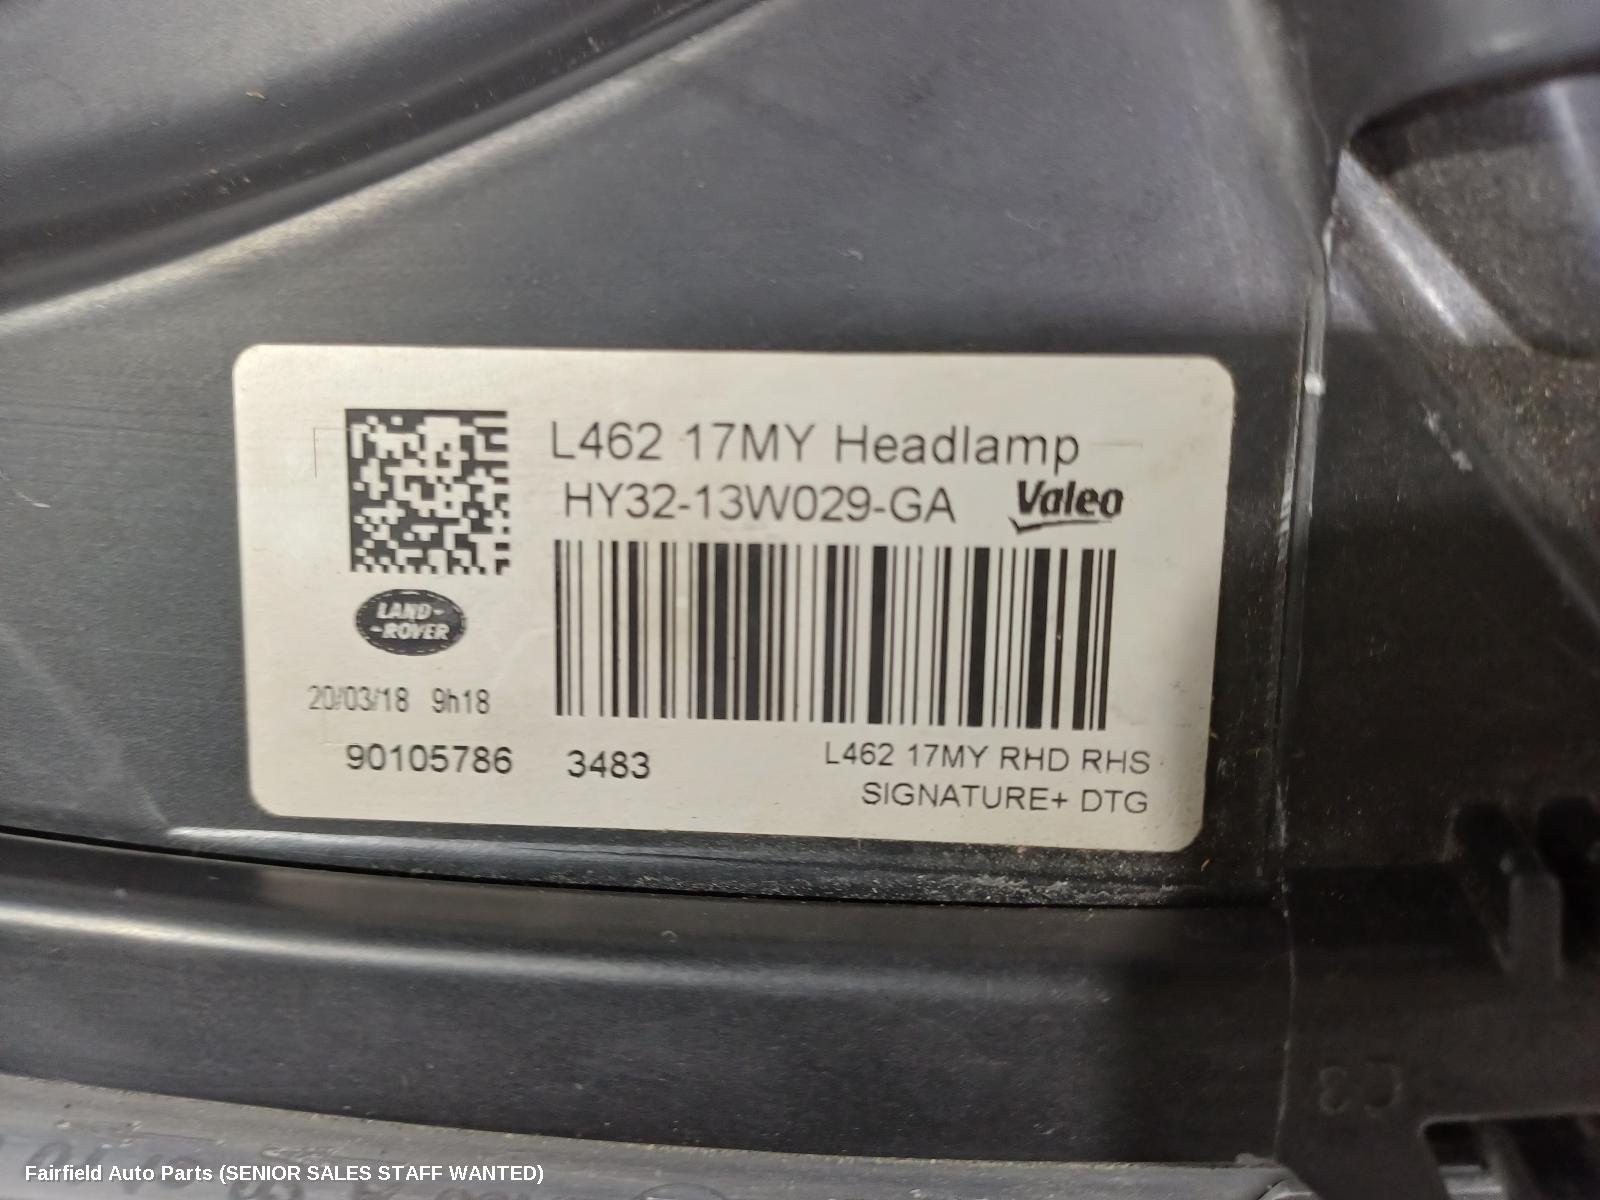 L462 17MY Headlamp
HY32-13W029-GA
Valeo
LAND-
-ROVER
20/03/18 9h18
90105786 3483
L462 17MY RHD RHS
SIGNATURE+ DTG
C3
Fairfield Auto Parts (SENIOR SALES STAFF WANTED)